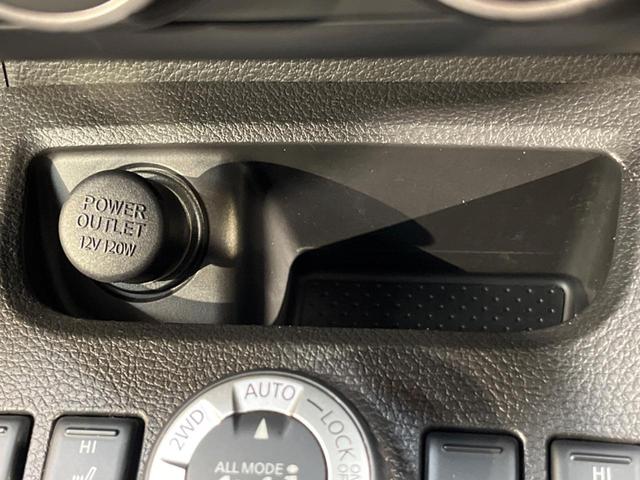 POWER
OUTLET
12V 120W
2WD
AUTO
LOCK
ALL MODE
HI
HI